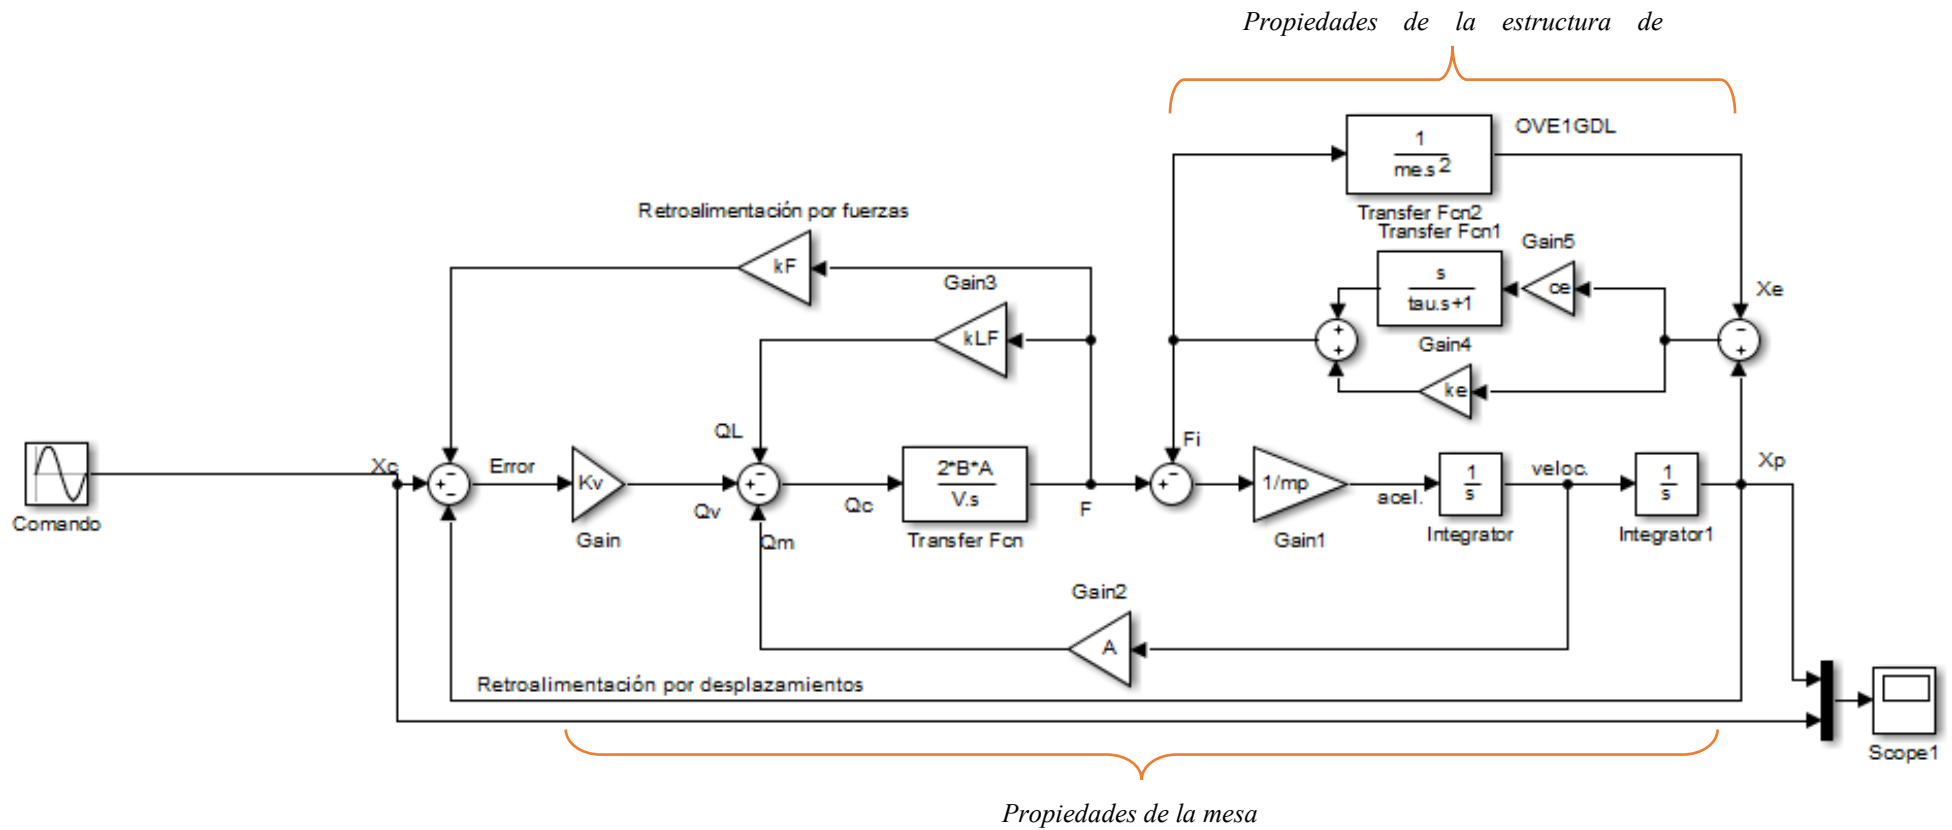 Propiedades de la estructura de
OVE1GDL
1
me.s 2
Transfer Fcn2
Retroalimentación por fuerzas
Transfer Fcn1
Gain5
kF
s
tau.s+1
ce
Gain3
Xe
kLF
+
+
−
+
Gain4
ke
QL
Fi
Xc
Error
2*B*A
V.s
veloc.
Xp
+
−
−
Kv
−
+
−
−
+
1/mp
1
s
1
s
Qv
Qc
F
acel.
Comando
Gain
Qm
Transfer Fcn
Gain1
Integrator
Integrator1
Gain2
A
Retroalimentación por desplazamientos
Scope1
Propiedades de la mesa